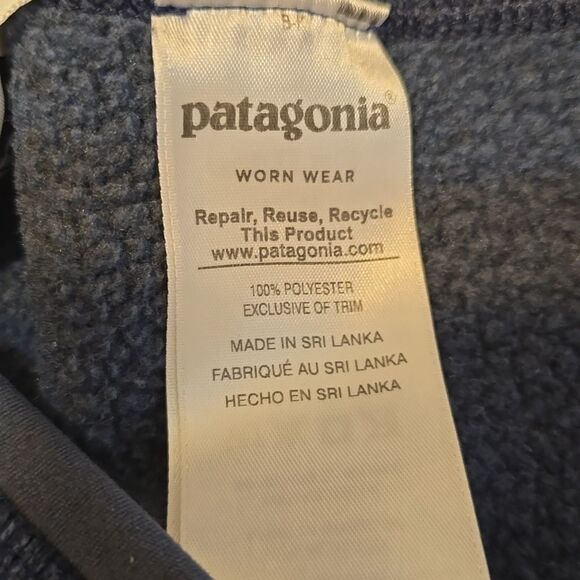 patagonia®
WORN WEAR
Repair, Reuse, Recycle
This Product
www.patagonia.com
100% POLYESTER
EXCLUSIVE OF TRIM
MADE IN SRI LANKA
FABRIQUÉ AU SRI LANKA
HECHO EN SRI LANKA